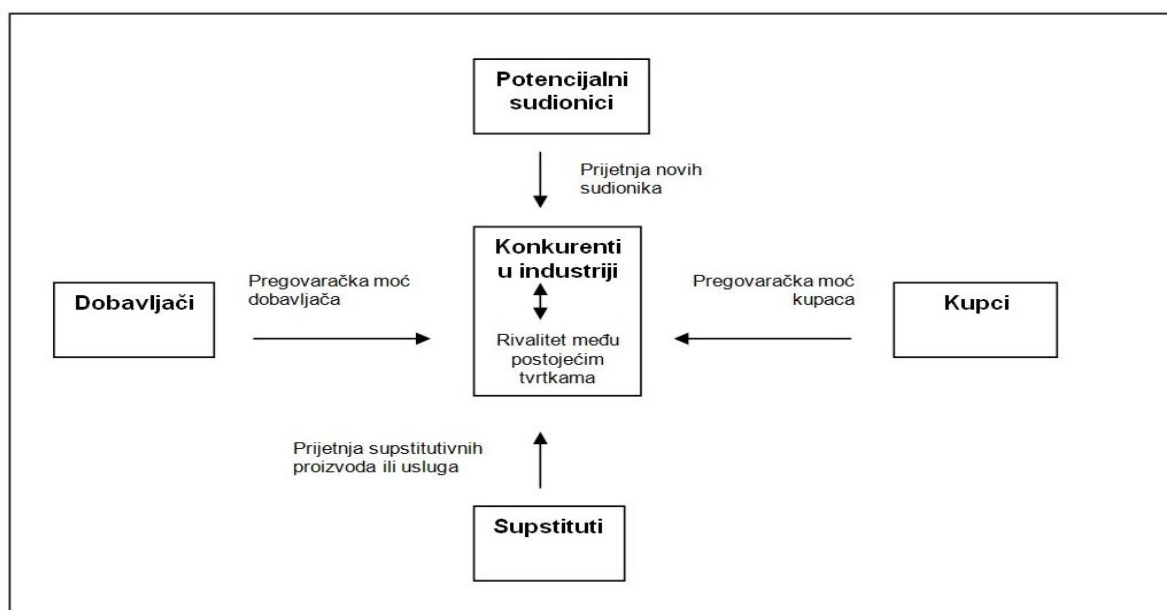 Potencijalni
sudionici
Prijetnja novih
sudionika
Konkurenti
u industriji
Rivalitet među
postojećim
tvrtkama
Dobavljači
Pregovaračka moć
dobavljača
Pregovaračka moć
kupaca
Kupci
Prijetnja supstitutivnih
proizvoda ili usluga
Supstituti